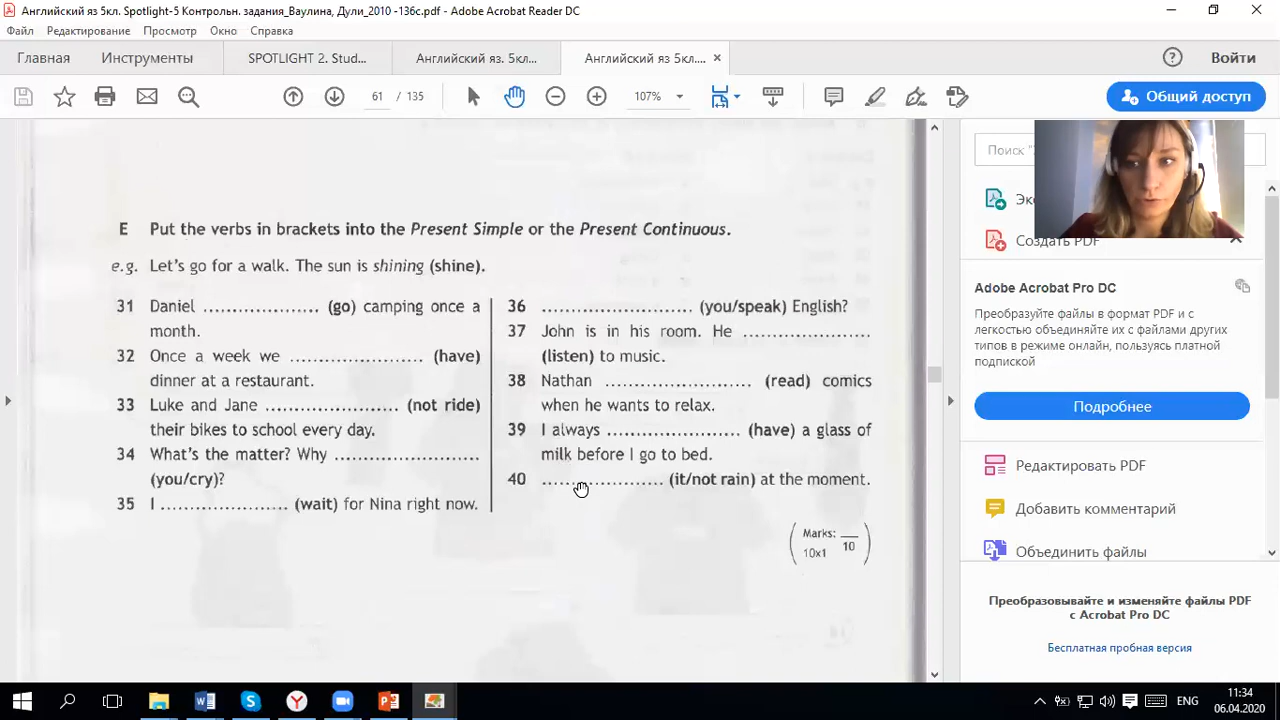 Английский яз 5кл. Spotlight-5 Контрольн. задания_Ваулина, Дули_2010 -136с.pdf - Adobe Acrobat Reader DC
Файл Редактирование Просмотр Окно Справка
Главная Инструменты SPOTLIGHT 2. Stud... Английский яз. 5кл... Английский яз 5кл.... × Войти
61 / 135 107% Общий доступ
Поиск
E Put the verbs in brackets into the Present Simple or the Present Continuous.
e.g. Let's go for a walk. The sun is shining (shine).
31 Daniel .................... (go) camping once a
month.
32 Once a week we ....................... (have)
dinner at a restaurant.
33 Luke and Jane ....................... (not ride)
their bikes to school every day.
34 What's the matter? Why .........................
(you/cry)?
35 I ...................... (wait) for Nina right now.
36 .......................... (you/speak) English?
37 John is in his room. He ......................
(listen) to music.
38 Nathan ......................... (read) comics
when he wants to relax.
39 I always ....................... (have) a glass of
milk before I go to bed.
40 ..................... (it/not rain) at the moment.
Marks:
10x1 10
Создать PDF
Adobe Acrobat Pro DC
Преобразуйте файлы в формат PDF и с
легкостью объединяйте их с файлами других
типов в режиме онлайн, пользуясь платной
подпиской
Подробнее
Редактировать PDF
Добавить комментарий
Объединить файлы
Преобразовывайте и изменяйте файлы PDF
с Acrobat Pro DC
Бесплатная пробная версия
ENG
11:34
06.04.2020